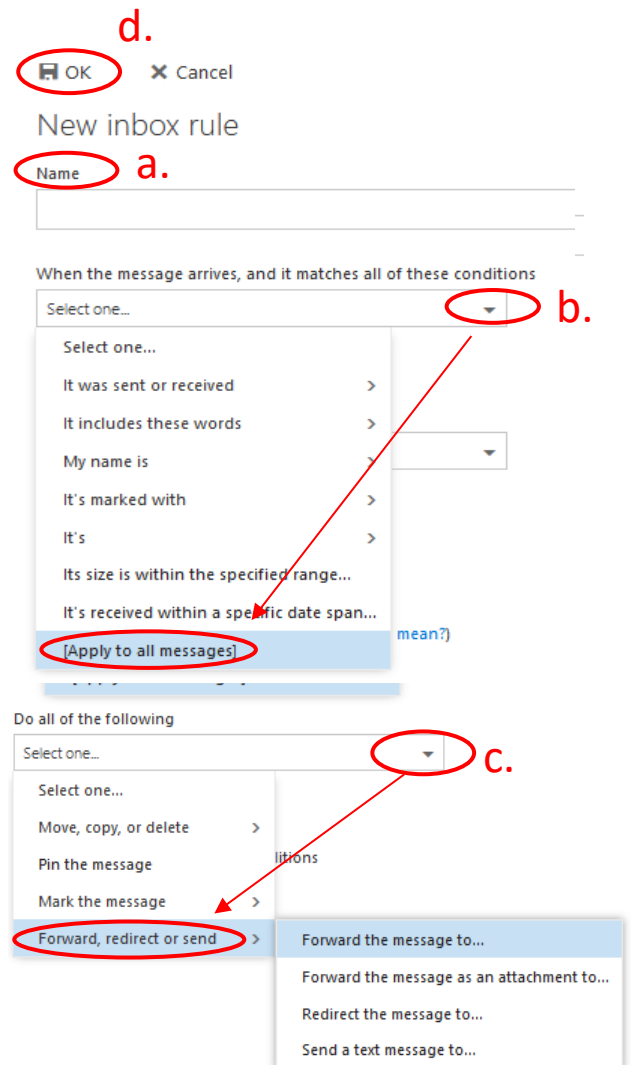 d.
OK Cancel
New inbox rule
Name a.
When the message arrives, and it matches all of these conditions
Select one... b.
Select one...
It was sent or received
It includes these words
My name is
It's marked with
It's
Its size is within the specified range...
It's received within a specific date span...
mean?)
[Apply to all messages]
Do all of the following
Select one... c.
Select one...
Move, copy, or delete
Pin the message litions
Mark the message
Forward, redirect or send Forward the message to...
Forward the message as an attachment to...
Redirect the message to...
Send a text message to...